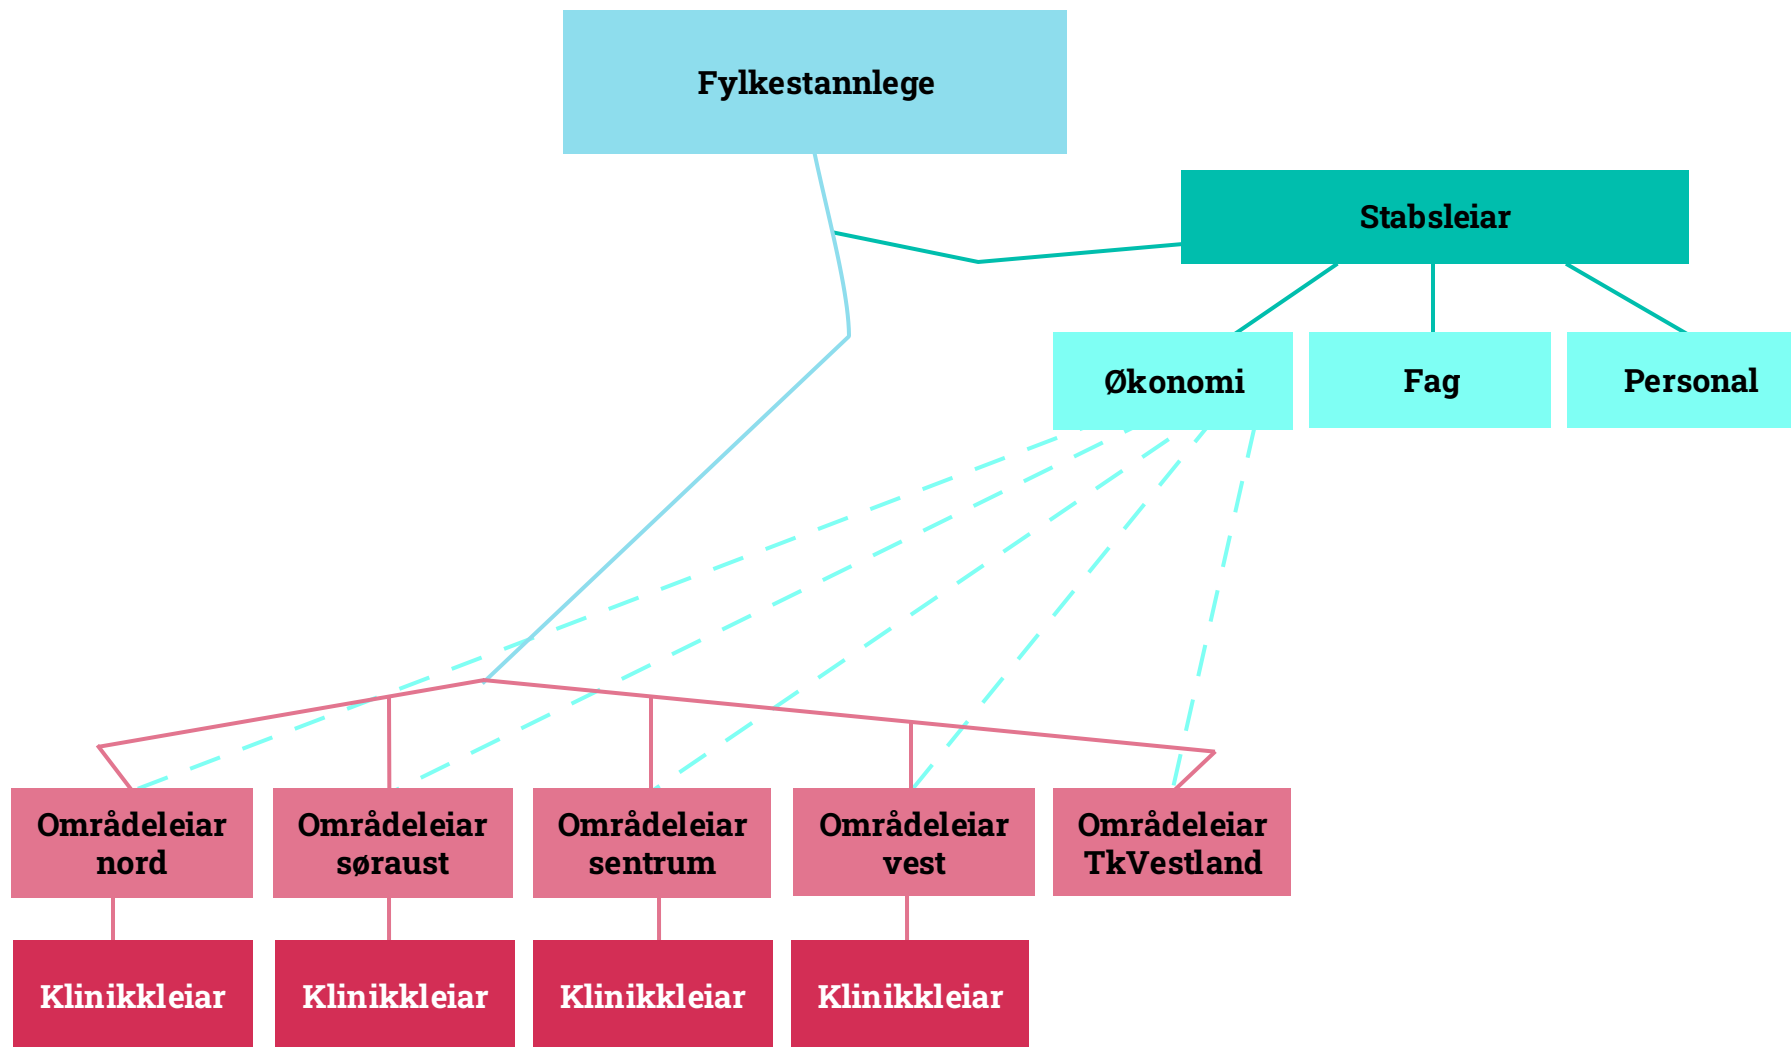 Fylkestannlege
Stabsleiar
Økonomi
Fag
Personal
Områdeleiar
nord
Områdeleiar
søraust
Områdeleiar
sentrum
Områdeleiar
vest
Områdeleiar
TkVestland
Klinikkleiar
Klinikkleiar
Klinikkleiar
Klinikkleiar